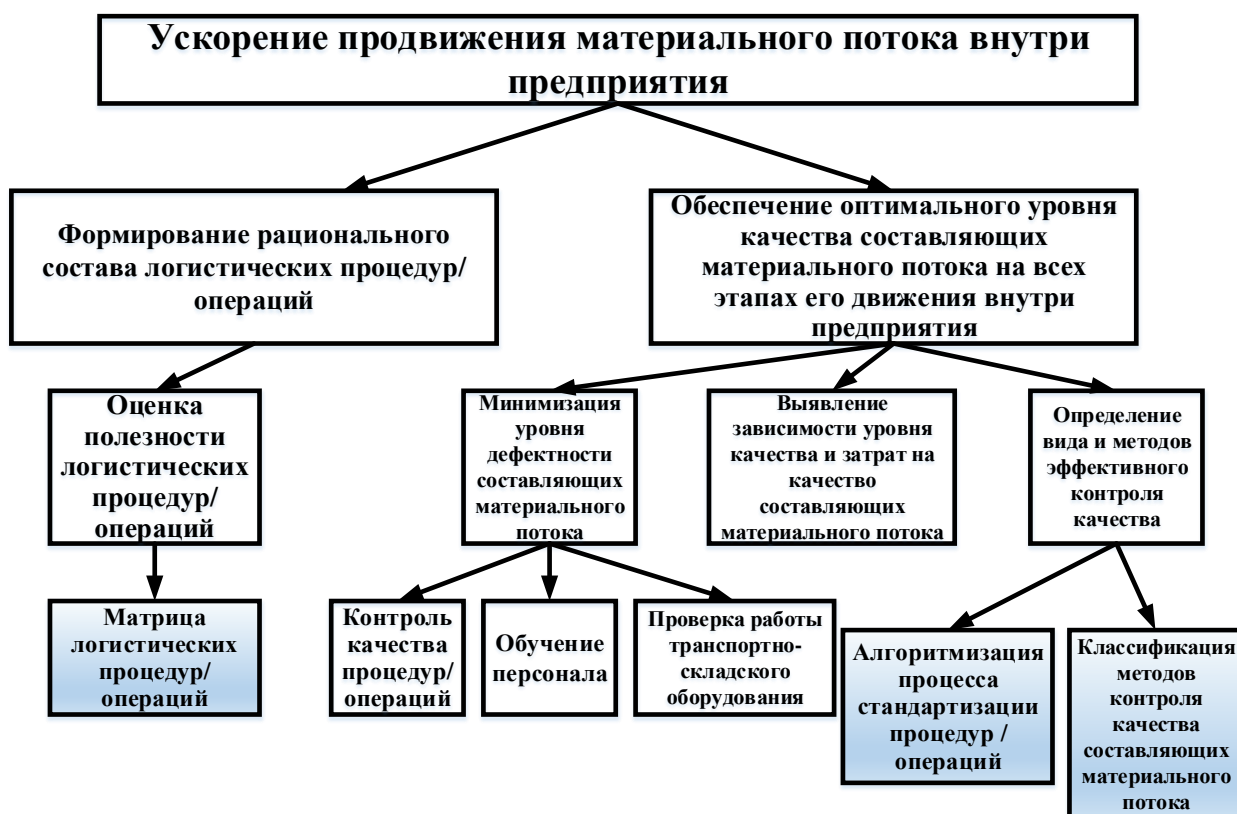 Ускорение продвижения материального потока внутри
предприятия
Формирование рационального
состава логистических процедур/
операций
Обеспечение оптимального уровня
качества составляющих
материального потока на всех
этапах его движения внутри
предприятия
Оценка
полезности
логистических
процедур/
операций
Минимизация
уровня
дефектности
составляющих
материального
потока
Выявление
зависимости уровня
качества и затрат на
качество
составляющих
материального потока
Определение
вида и методов
эффективного
контроля
качества
Матрица
логистических
процедур/
операций
Контроль
качества
процедур/
операций
Обучение
персонала
Проверка работы
транспортно-
складского
оборудования
Алгоритмизация
процесса
стандартизации
процедур /
операций
Классификация
методов
контроля
качества
составляющих
материального
потока